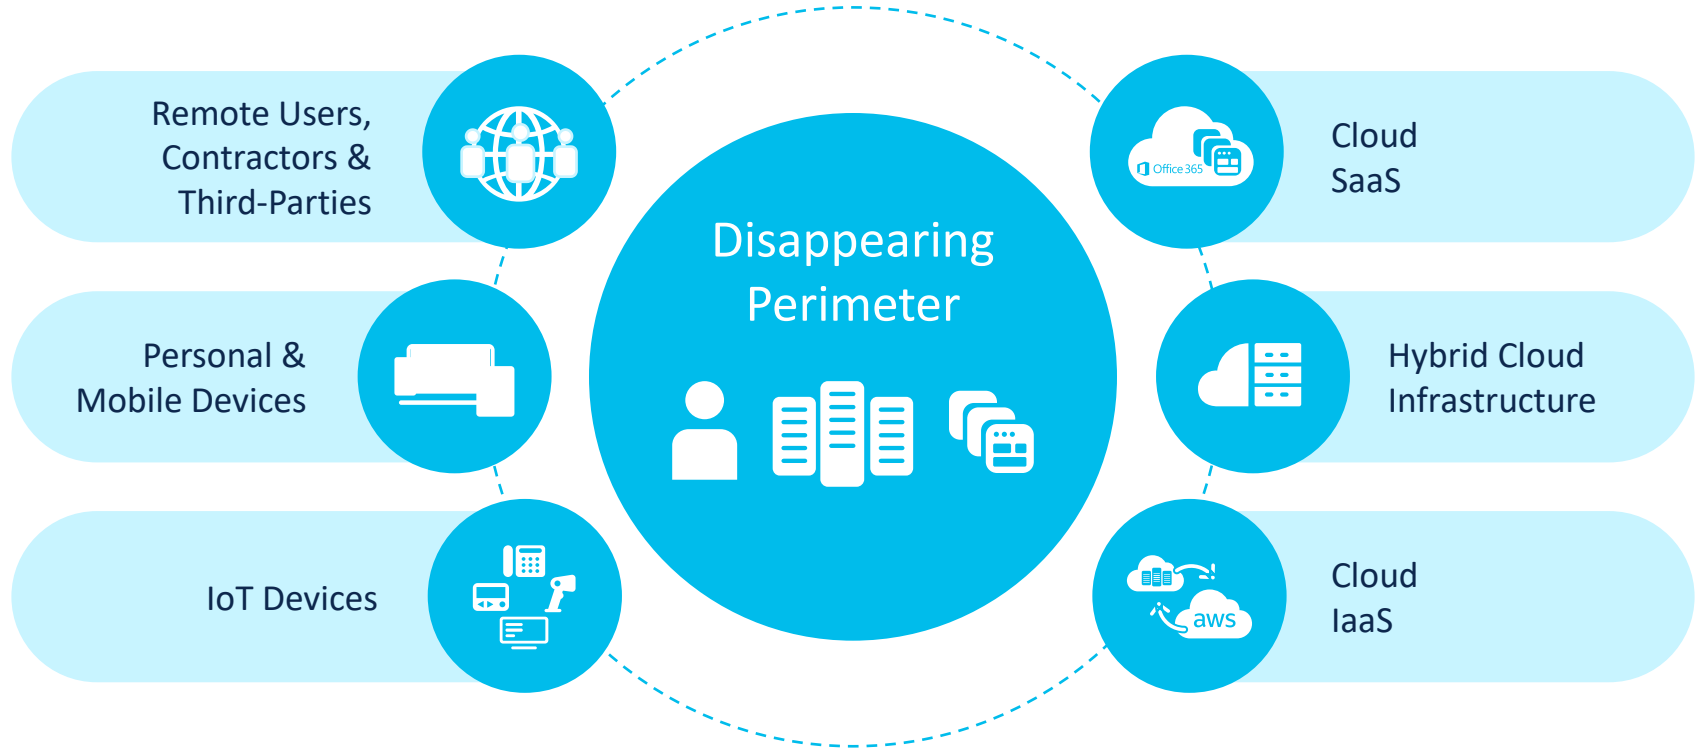 Remote Users,
Contractors &
Third-Parties
Personal &
Mobile Devices
IoT Devices
Disappearing
Perimeter
Office 365
Cloud
SaaS
Hybrid Cloud
Infrastructure
aws
Cloud
IaaS